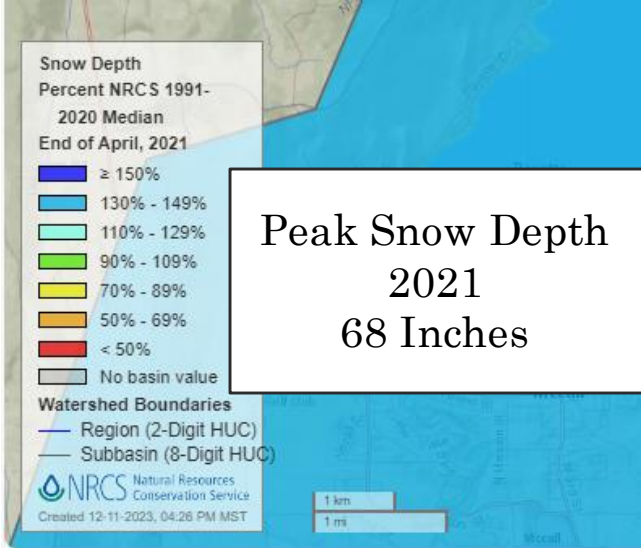 Snow Depth
Percent NRCS 1991-
2020 Median
End of April, 2021
≥ 150%
130% - 149%
110% - 129%
90% - 109%
70% - 89%
50% - 69%
< 50%
No basin value
Watershed Boundaries
Region (2-Digit HUC)
Subbasin (8-Digit HUC)
NRCS Natural Resources
Conservation Service
Created 12-11-2023, 04:26 PM MST
Peak Snow Depth
2021
68 Inches
1 km
1 mi
Mccall